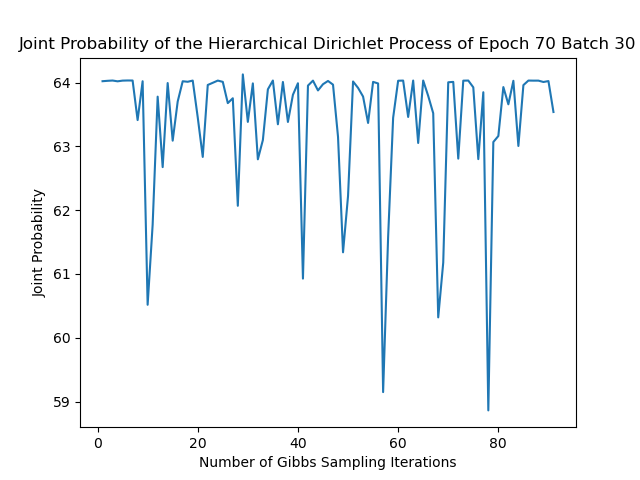 Joint Probability of the Hierarchical Dirichlet Process of Epoch 70 Batch 30
64
63
62
61
60
59
Joint Probability
0 20 40 60 80
Number of Gibbs Sampling Iterations